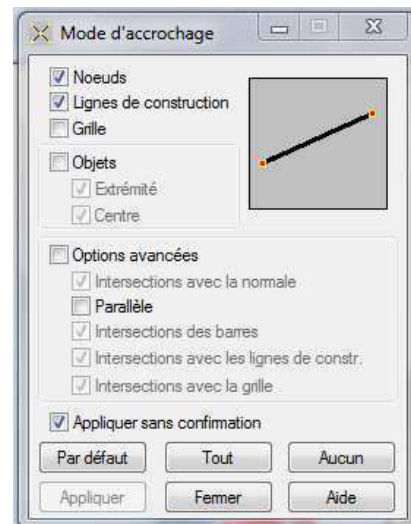 Mode d'accrochage
Noeuds
Lignes de construction
Grille
Objets
Extrémité
Centre
Options avancées
Intersections avec la normale
Parallèle
Intersections des barres
Intersections avec les lignes de constr.
Intersections avec la grille
Appliquer sans confirmation
Par défaut Tout Aucun
Appliquer Fermer Aide